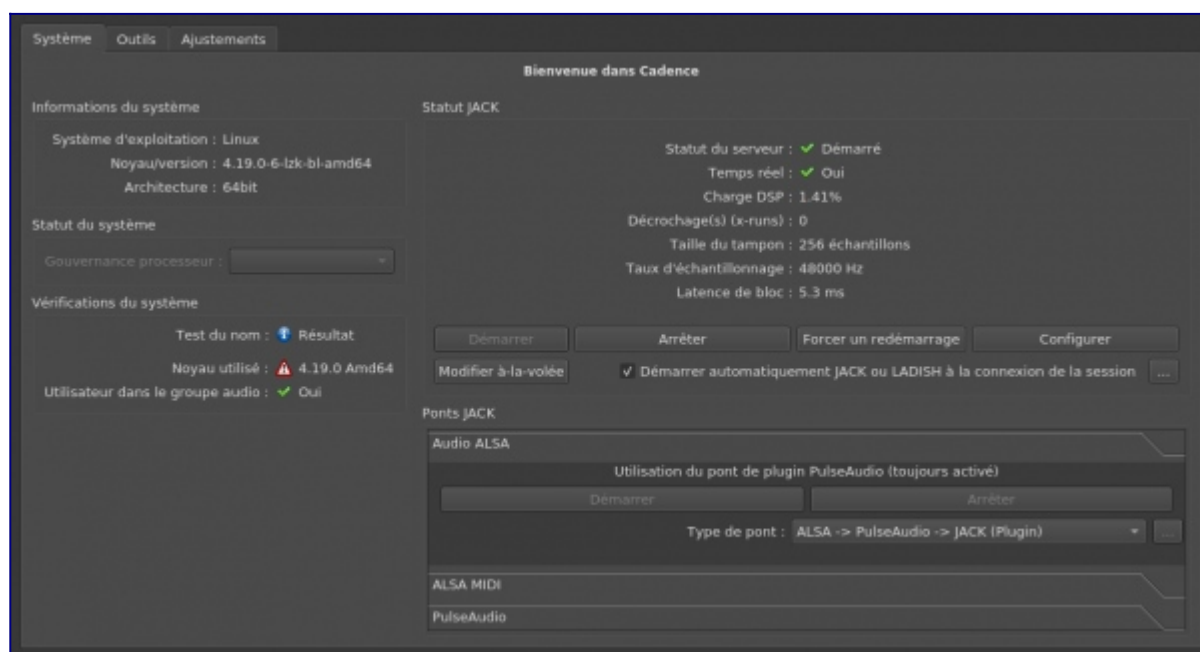 Système Outils Ajustements
Bienvenue dans Cadence
Informations du système
Système d'exploitation : Linux
Noyau/version : 4.19.0-6-lzk-bl-amd64
Architecture : 64bit
Statut du système
Gouvernance processeur :
Vérifications du système
Test du nom : Résultat
Noyau utilisé : 4.19.0 Amd64
Utilisateur dans le groupe audio : Oui
Statut JACK
Statut du serveur : Démarré
Temps réel : Oui
Charge DSP : 1.41%
Décrochage(s) (x-runs) : 0
Taille du tampon : 256 échantillons
Taux d'échantillonnage : 48000 Hz
Latence de bloc : 5.3 ms
Démarrer Arrêter Forcer un redémarrage Configurer
Modifier à-la-volée Démarrer automatiquement JACK ou LADISH à la connexion de la session ...
Ponts JACK
Audio ALSA
Utilisation du pont de plugin PulseAudio (toujours activé)
Démarrer Arrêter
Type de pont : ALSA -> PulseAudio -> JACK (Plugin) ...
ALSA MIDI
PulseAudio